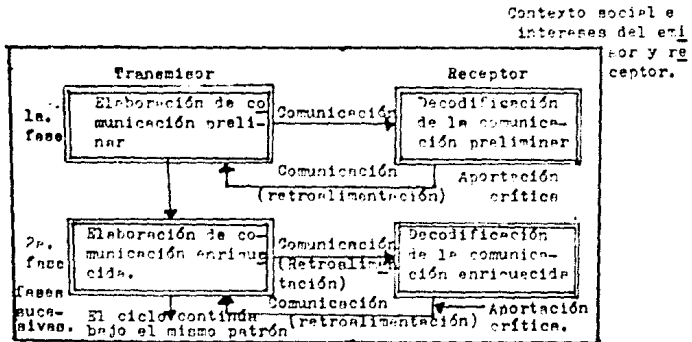 Contexto social e
intereses del emi
sor y re
ceptor.
Transmisor
Receptor
1a.
fase
Elaboración de co
municación preli-
nar
Comunicación
Decodificación
de la comunica-
ción preliminar
Comunicación
(retroalimentación)
Aportación
crítica
2a.
fase
Elaboración de co-
municación enrique
cida.
Comunicación
(Retroalimen
tación)
Decodificación
de la comunica-
ción enriquecida
fases
suce-
sivas.
El ciclo continúa
bajo el mismo patrón
Comunicación
(retroalimentación)
Aportación
crítica.